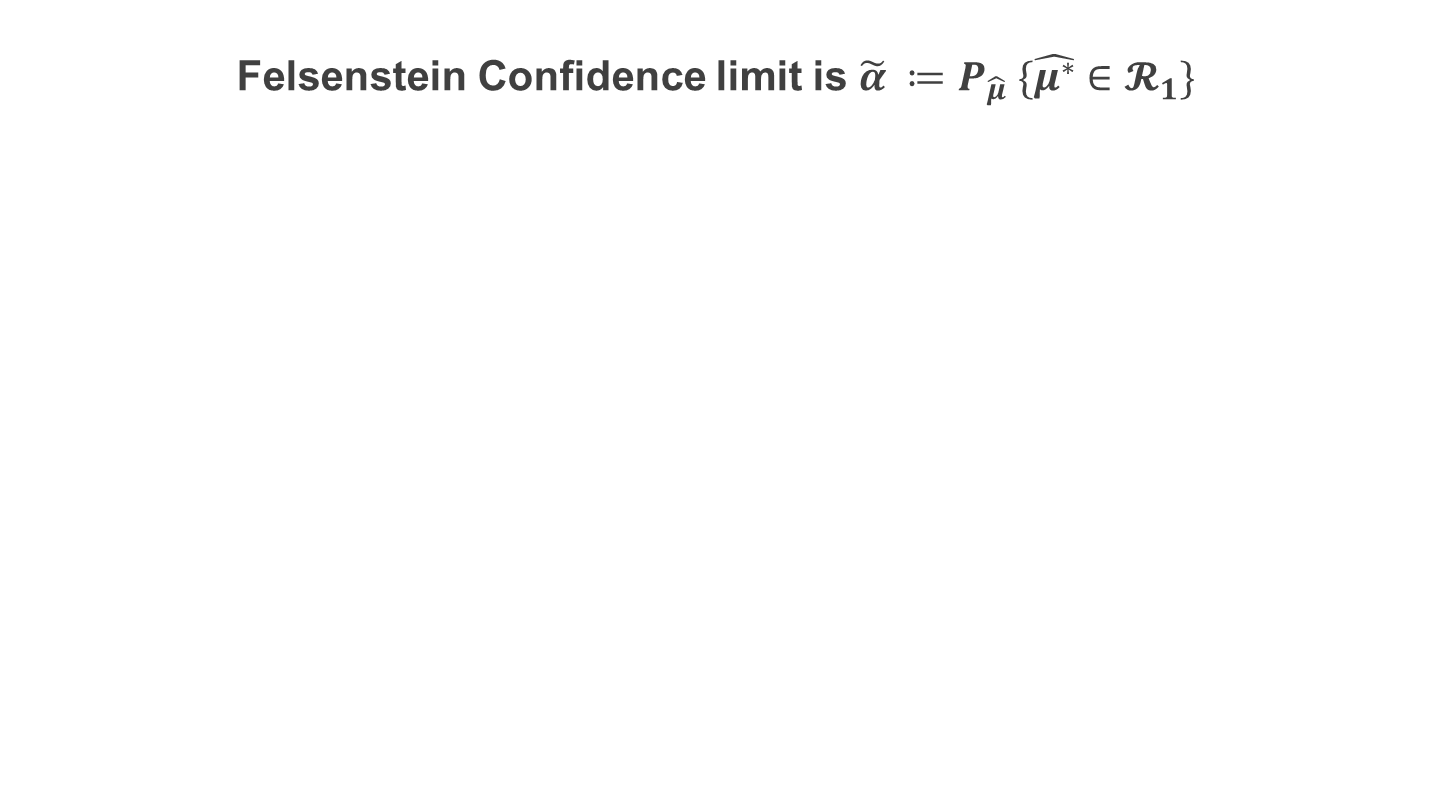 Felsenstein Confidence limit is α̃ ≔ P_μ̂ {μ*̂ ∈ ℛ₁}